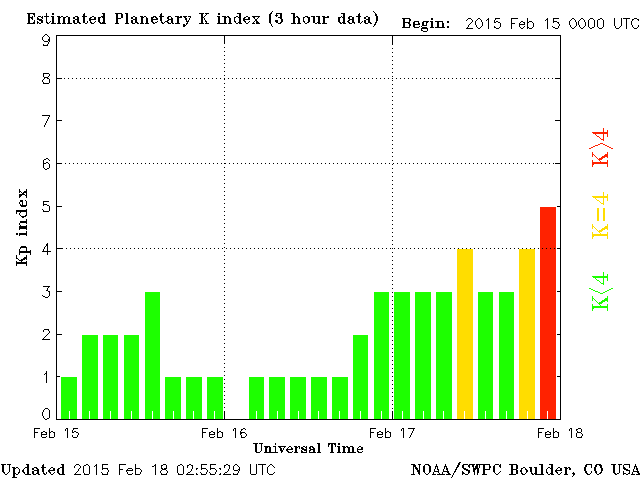 Estimated Planetary K index (3 hour data) Begin: 2015 Feb 15 0000 UTC
9
8
7
6
5
4
3
2
1
0
Kp index
K>4
K=4
K<4
Feb 15 Feb 16 Feb 17 Feb 18
Universal Time
Updated 2015 Feb 18 02:55:29 UTC NOAA/SWPC Boulder, CO USA